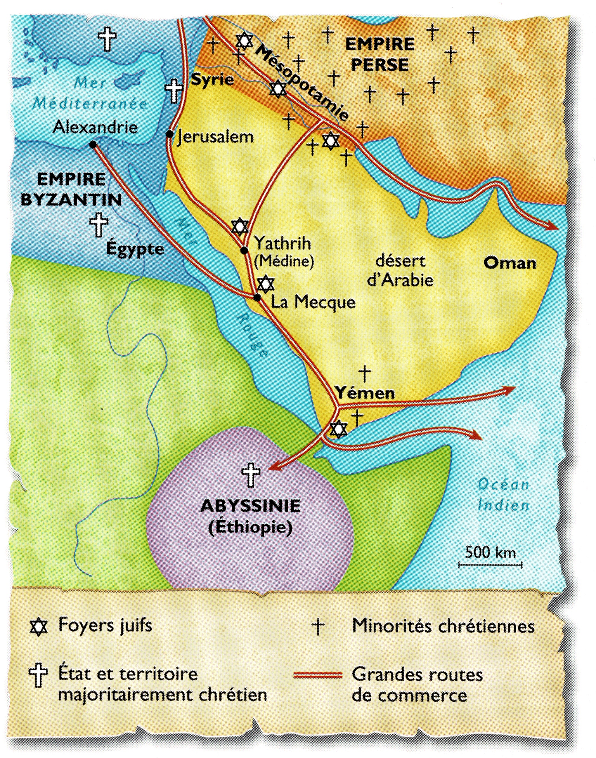 EMPIRE
PERSE
Mésopotamie
Syrie
Mer
Méditerranée
Alexandrie
Jerusalem
EMPIRE
BYZANTIN
Égypte
Mer
Rouge
Yathrih
(Médine)
désert
d'Arabie
Oman
La Mecque
Yémen
ABYSSINIE
(Éthiopie)
Océan
Indien
500 km
Foyers juifs
Minorités chrétiennes
État et territoire
majoritairement chrétien
Grandes routes
de commerce